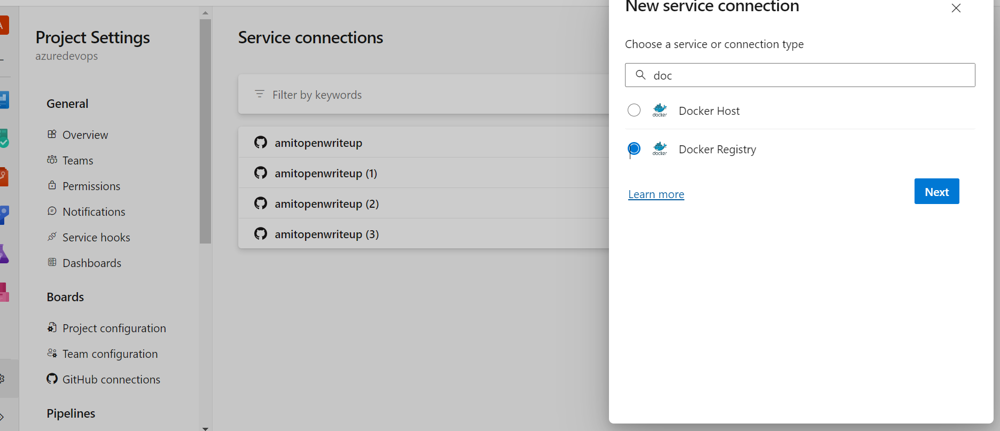 A
Project Settings
azuredevops
General
Overview
Teams
Permissions
Notifications
Service hooks
Dashboards
Boards
Project configuration
Team configuration
GitHub connections
Pipelines
Service connections
Filter by keywords
amitopenwriteup
amitopenwriteup (1)
amitopenwriteup (2)
amitopenwriteup (3)
New service connection
Choose a service or connection type
doc
docker Docker Host
docker Docker Registry
Learn more
Next